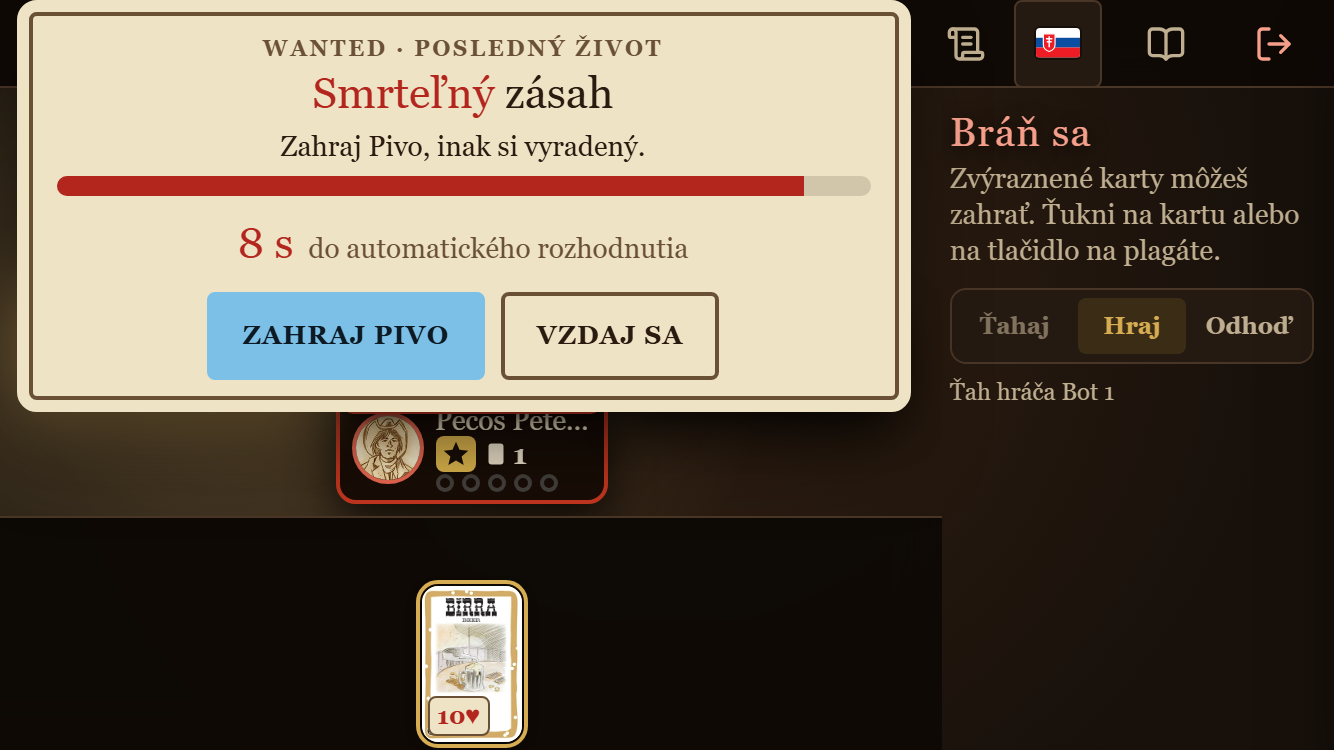 WANTED · POSLEDNÝ ŽIVOT
Smrteľný zásah
Zahraj Pivo, inak si vyradený.
8 s do automatického rozhodnutia
ZAHRAJ PIVO
VZDAJ SA
Bráň sa
Zvýraznené karty môžeš
zahrať. Ťukni na kartu alebo
na tlačidlo na plagáte.
Ťahaj
Hraj
Odhoď
Ťah hráča Bot 1
Pecos Pete...
1
BIRRA
BEER
10♥